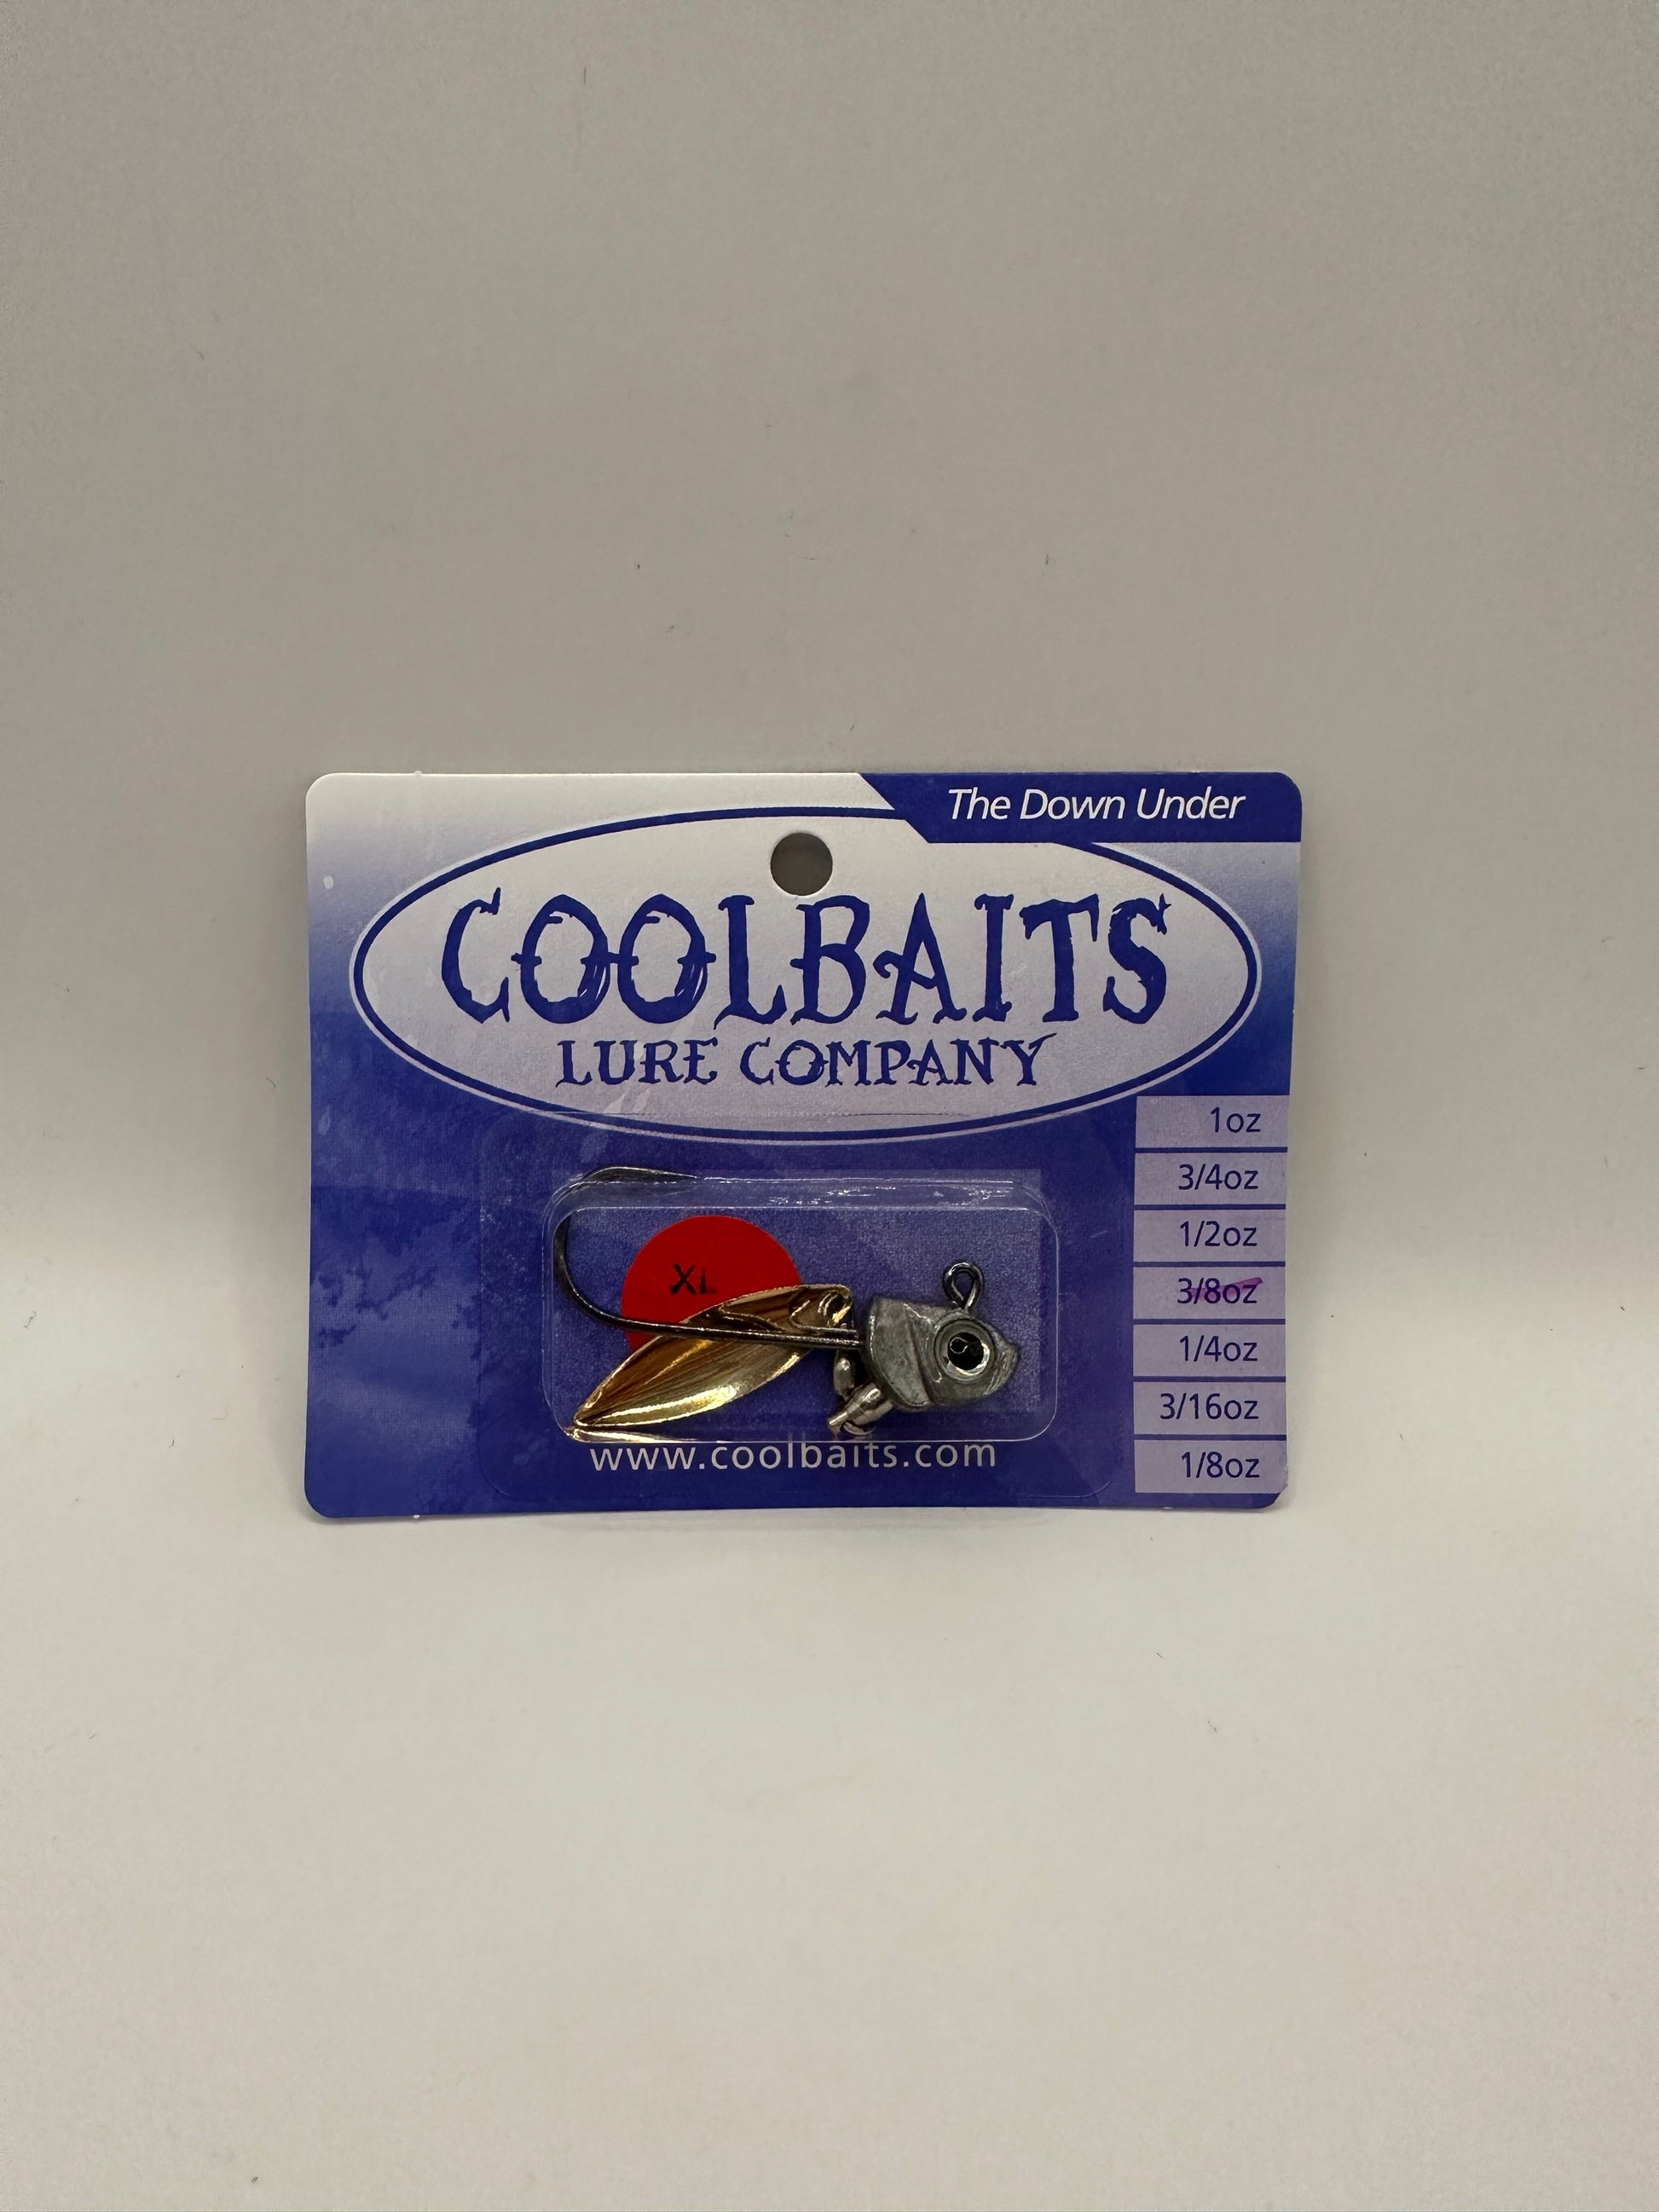 The Down Under
COOLBAITS
LURE COMPANY
1oz
3/4oz
1/2oz
3/8oz
1/4oz
3/16oz
1/8oz
XL
www.coolbaits.com